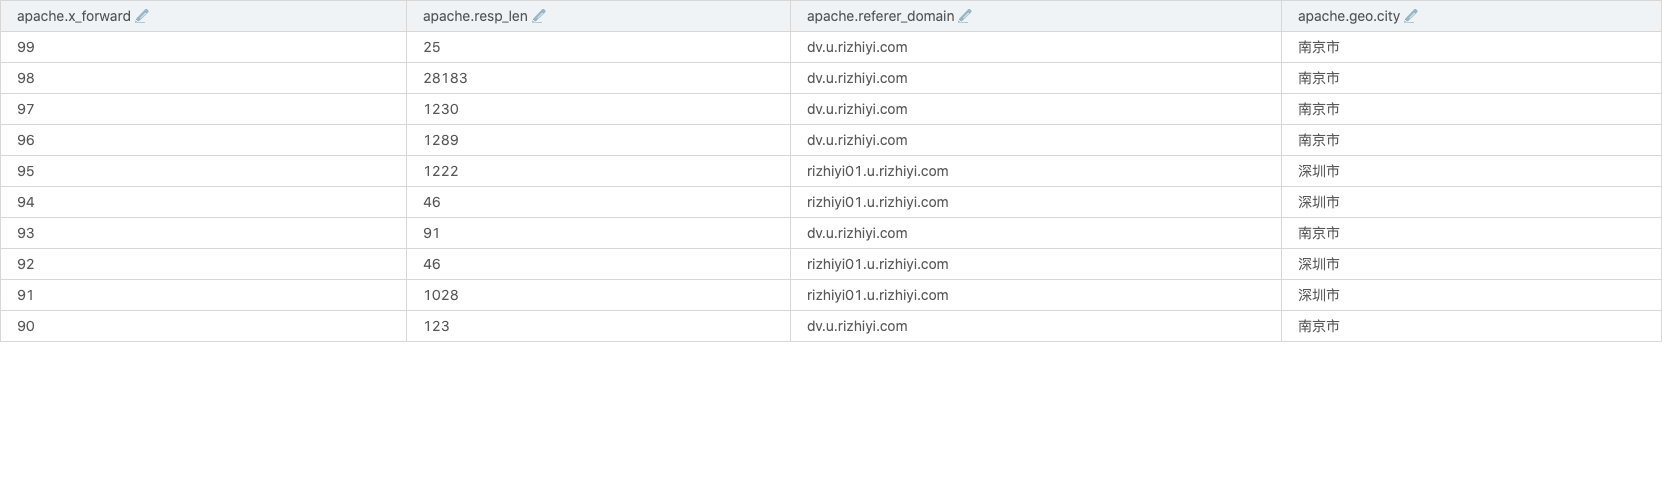 apache.x_forward apache.resp_len apache.referer_domain apache.geo.city
99 25 dv.u.rizhiyi.com 南京市
98 28183 dv.u.rizhiyi.com 南京市
97 1230 dv.u.rizhiyi.com 南京市
96 1289 dv.u.rizhiyi.com 南京市
95 1222 rizhiyi01.u.rizhiyi.com 深圳市
94 46 rizhiyi01.u.rizhiyi.com 深圳市
93 91 dv.u.rizhiyi.com 南京市
92 46 rizhiyi01.u.rizhiyi.com 深圳市
91 1028 rizhiyi01.u.rizhiyi.com 深圳市
90 123 dv.u.rizhiyi.com 南京市